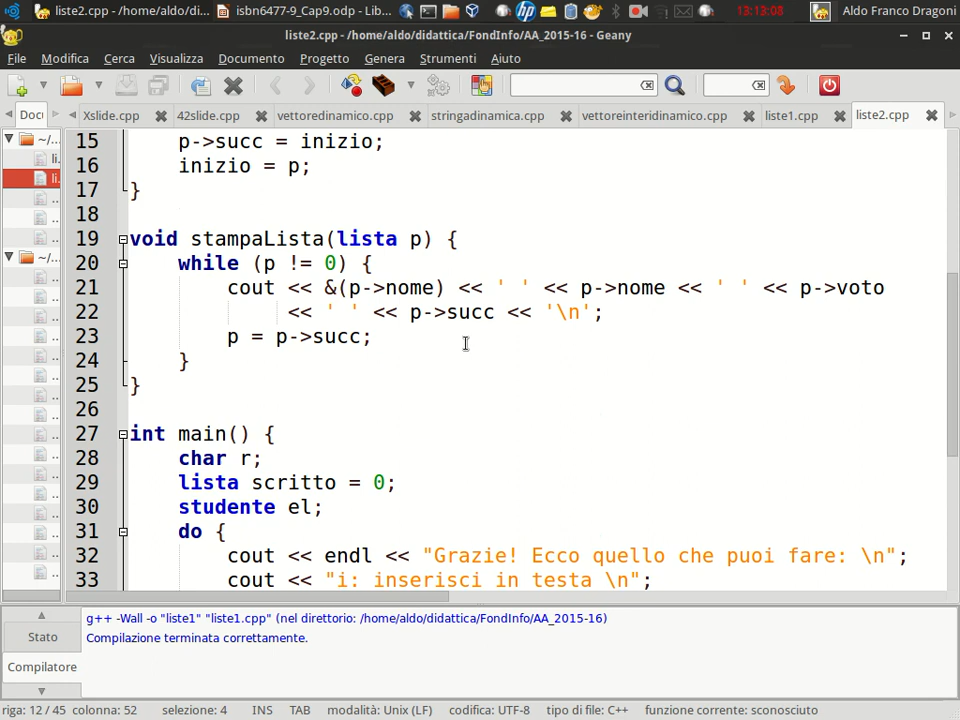 liste2.cpp - /home/aldo/di...
isbn6477-9_Cap9.odp - Lib...
13:13:08
Aldo Franco Dragoni
liste2.cpp - /home/aldo/didattica/FondInfo/AA_2015-16 - Geany
File Modifica Cerca Visualizza Documento Progetto Genera Strumenti Aiuto
Docu
Xslide.cpp 42slide.cpp vettoredinamico.cpp stringadinamica.cpp vettoreinteridinamico.cpp liste1.cpp liste2.cpp
15 p->succ = inizio;
16 inizio = p;
17 }
18
19 void stampaLista(lista p) {
20 while (p != 0) {
21 cout << &(p->nome) << ' ' << p->nome << ' ' << p->voto
22 << ' ' << p->succ << '\n';
23 p = p->succ;
24 }
25 }
26
27 int main() {
28 char r;
29 lista scritto = 0;
30 studente el;
31 do {
32 cout << endl << "Grazie! Ecco quello che puoi fare: \n";
33 cout << "i: inserisci in testa \n";
Stato
Compilatore
g++ -Wall -o "liste1" "liste1.cpp" (nel direttorio: /home/aldo/didattica/FondInfo/AA_2015-16)
Compilazione terminata correttamente.
riga: 12 / 45 colonna: 52 selezione: 4 INS TAB modalità: Unix (LF) codifica: UTF-8 tipo di file: C++ funzione corrente: sconosciuto